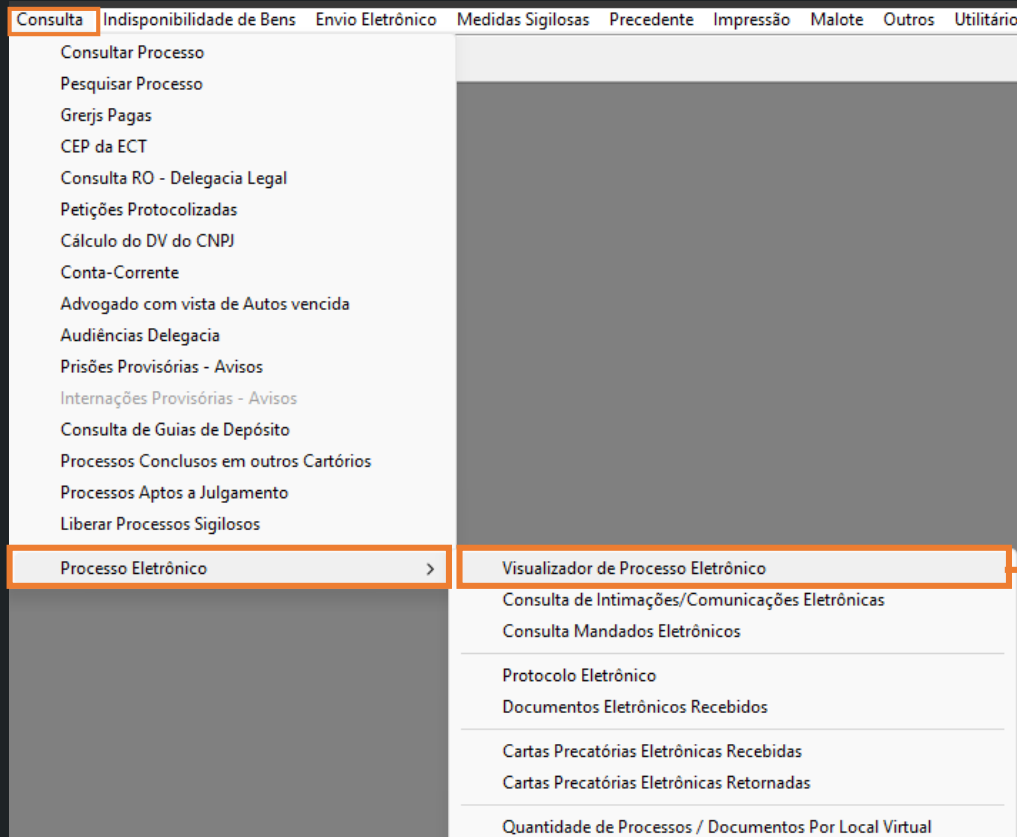 Consulta Indisponibilidade de Bens Envio Eletrônico Medidas Sigilosas Precedente Impressão Malote Outros Utilitário
Consultar Processo
Pesquisar Processo
Grerjs Pagas
CEP da ECT
Consulta RO - Delegacia Legal
Petições Protocolizadas
Cálculo do DV do CNPJ
Conta-Corrente
Advogado com vista de Autos vencida
Audiências Delegacia
Prisões Provisórias - Avisos
Internações Provisórias - Avisos
Consulta de Guias de Depósito
Processos Conclusos em outros Cartórios
Processos Aptos a Julgamento
Liberar Processos Sigilosos
Processo Eletrônico
Visualizador de Processo Eletrônico
Consulta de Intimações/Comunicações Eletrônicas
Consulta Mandados Eletrônicos
Protocolo Eletrônico
Documentos Eletrônicos Recebidos
Cartas Precatórias Eletrônicas Recebidas
Cartas Precatórias Eletrônicas Retornadas
Quantidade de Processos / Documentos Por Local Virtual